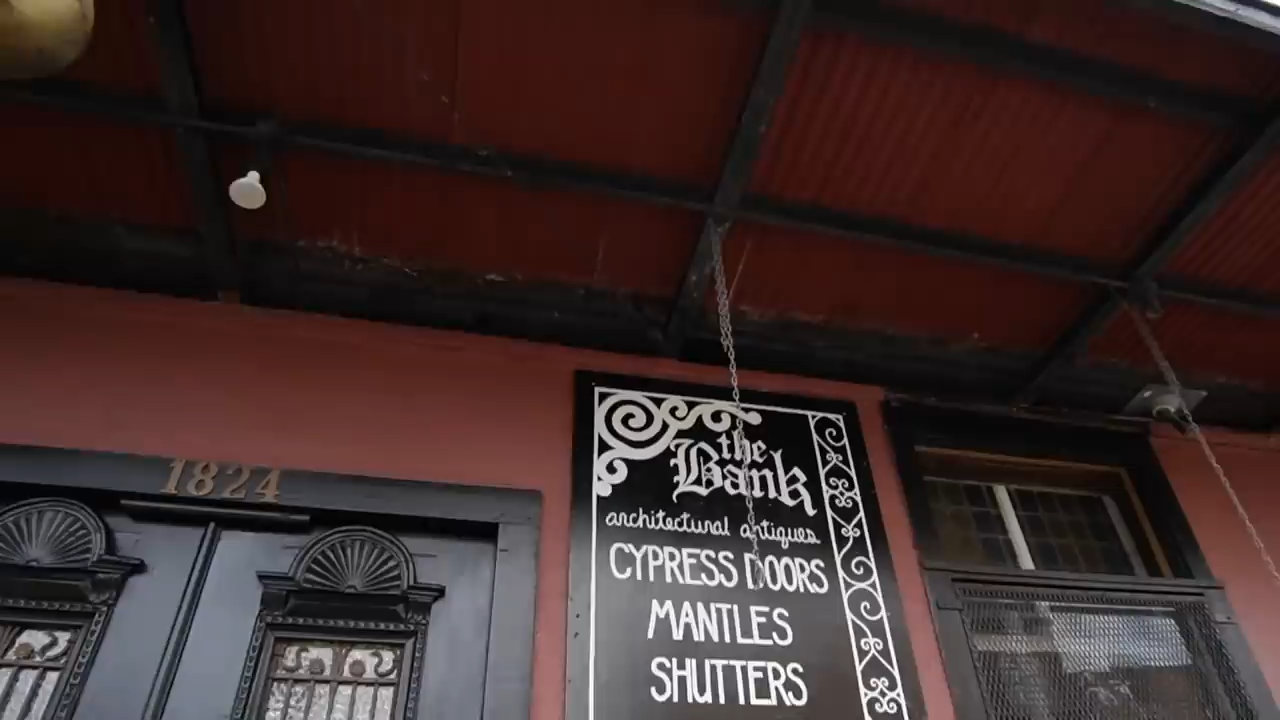 1824
the
Bank
architectural antiques
CYPRESS DOORS
MANTLES
SHUTTERS